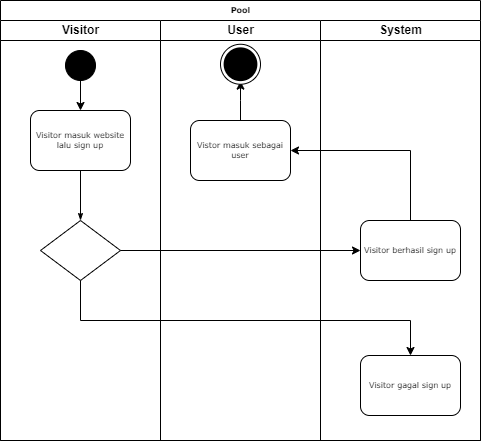 Pool
Visitor
User
System
Visitor masuk website
lalu sign up
Vistor masuk sebagai
user
Visitor berhasil sign up
Visitor gagal sign up